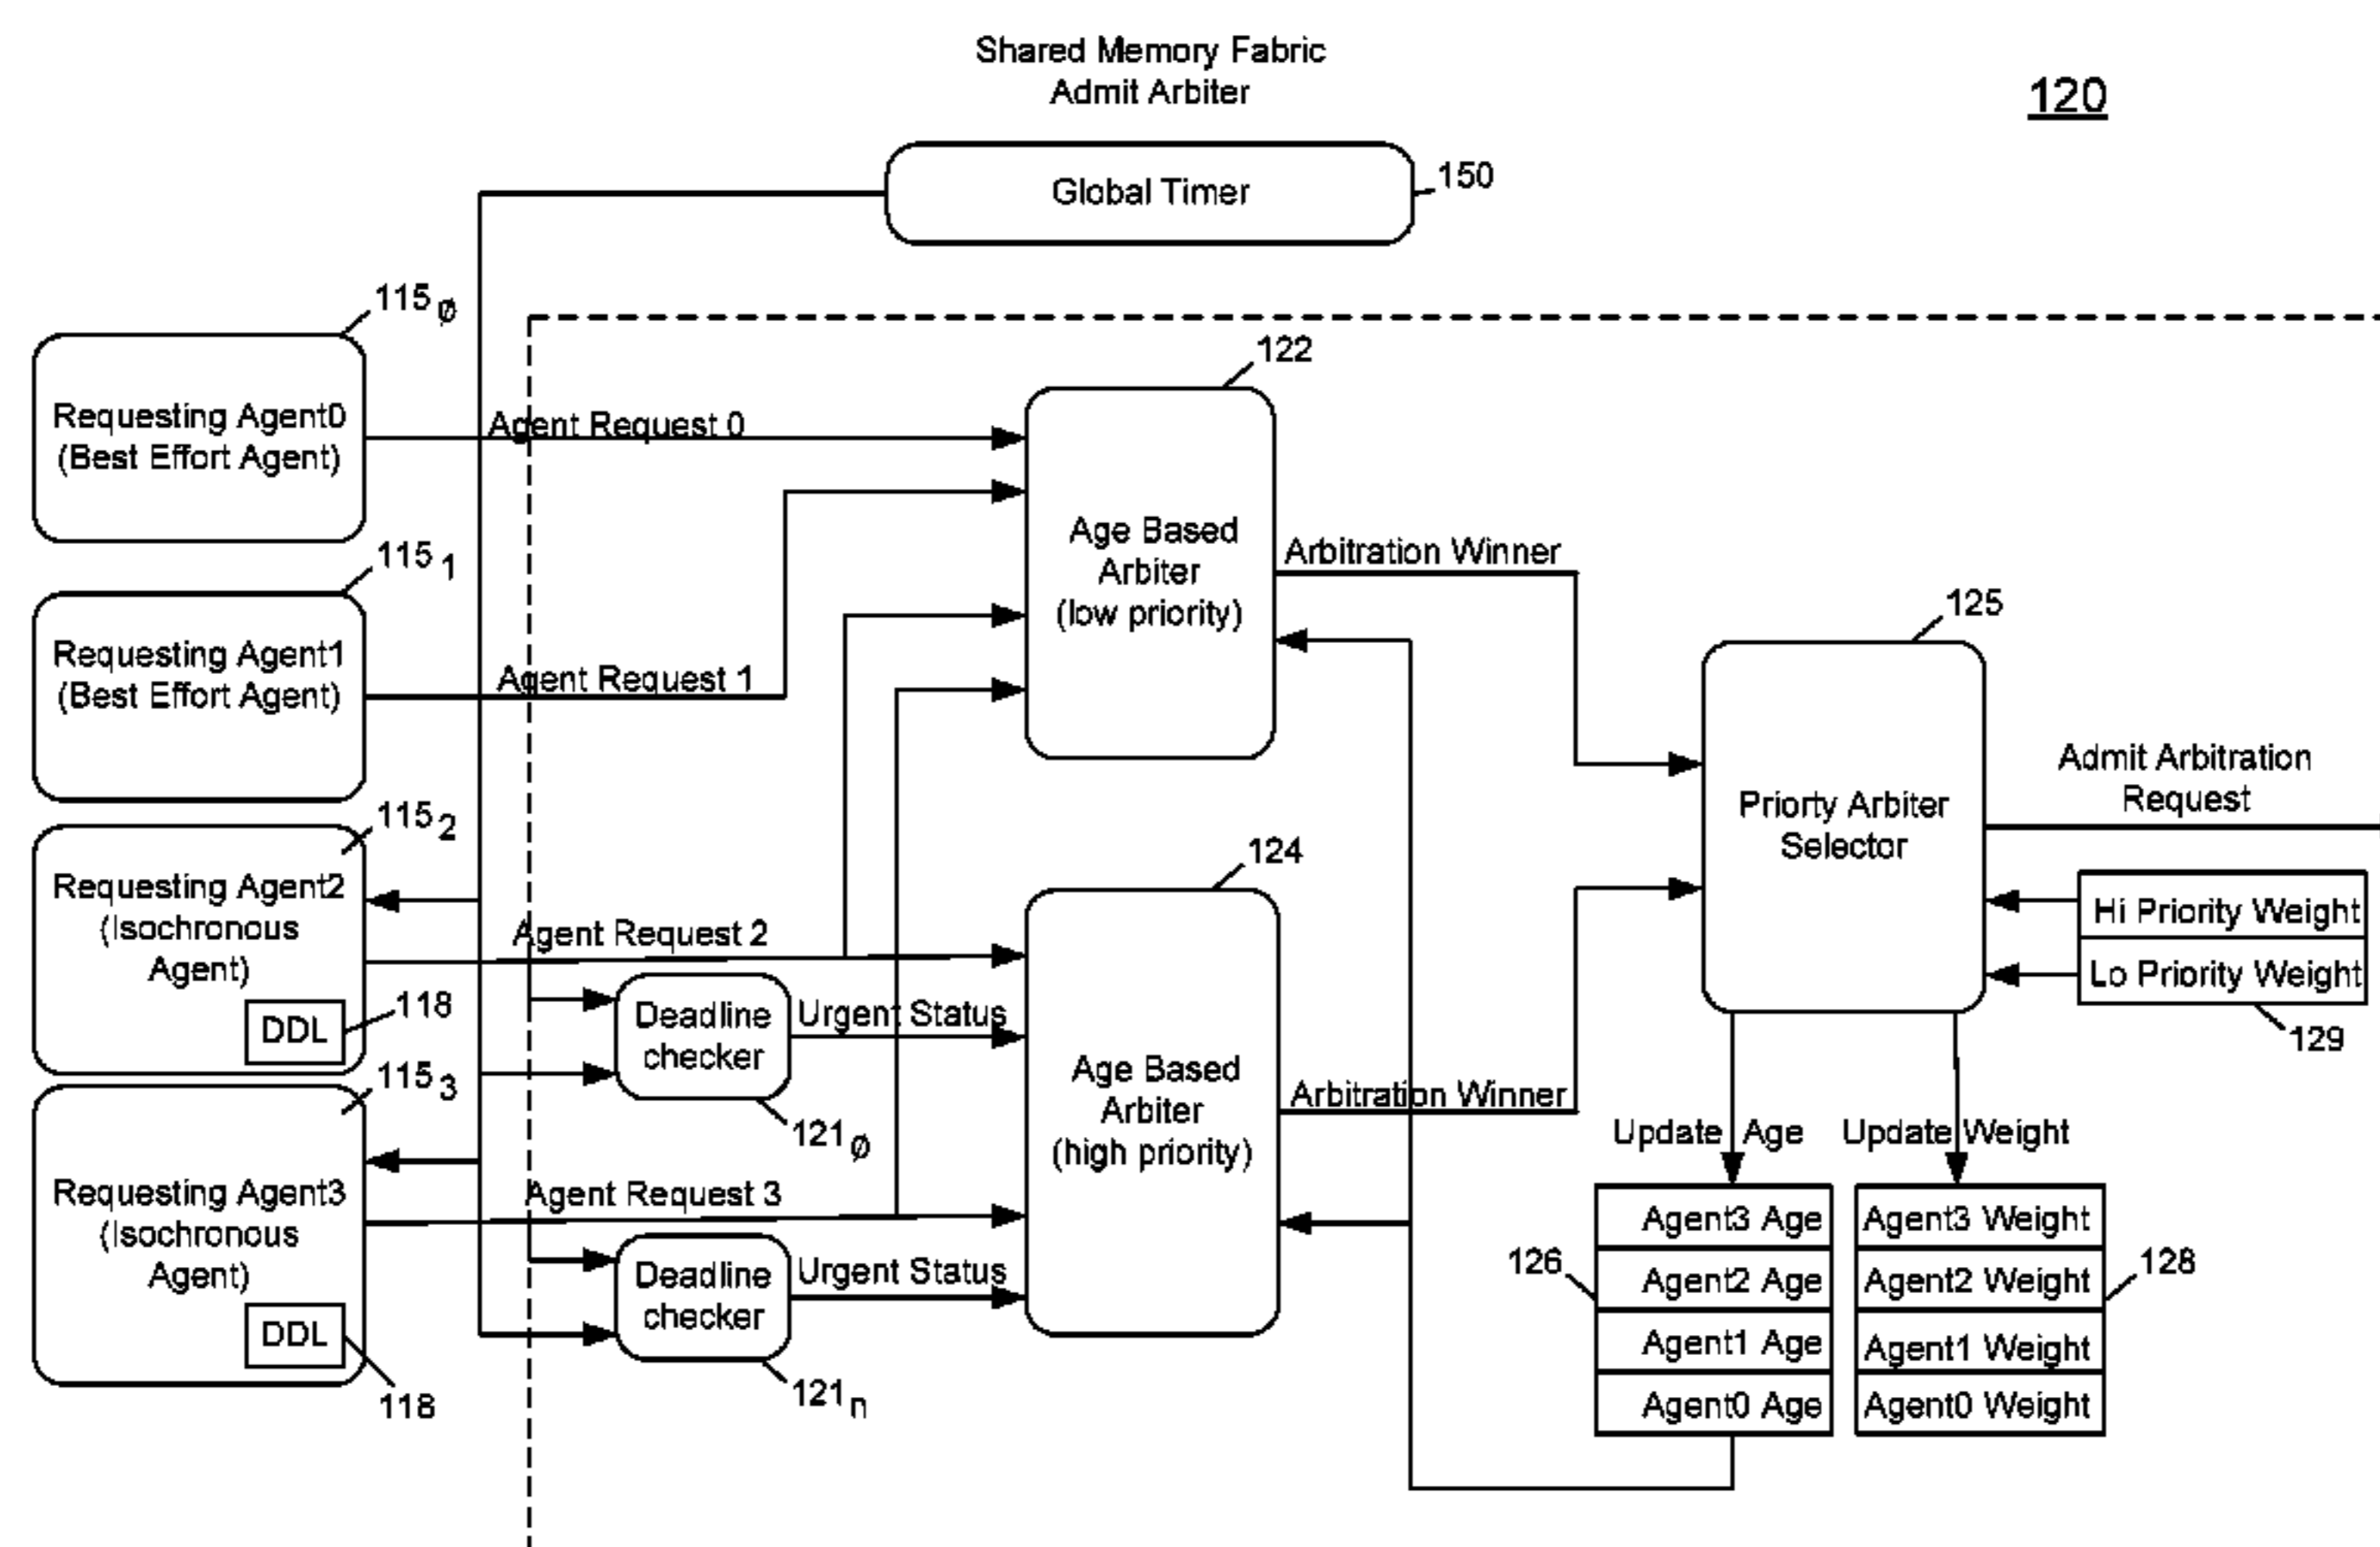 Shared Memory Fabric
Admit Arbiter
120
Global Timer
150
115 0̸
Requesting Agent0
(Best Effort Agent)
Agent Request 0
122
Age Based
Arbiter
(low priority)
Arbitration Winner
115 1
Requesting Agent1
(Best Effort Agent)
Agent Request 1
125
Priorty Arbiter
Selector
Admit Arbitration
Request
Hi Priority Weight
Lo Priority Weight
129
115 2
Requesting Agent2
(Isochronous
Agent)
DDL
118
Agent Request 2
Deadline
checker
Urgent Status
121 0̸
124
Age Based
Arbiter
(high priority)
Arbitration Winner
115 3
Requesting Agent3
(Isochronous
Agent)
DDL
118
Agent Request 3
Deadline
checker
Urgent Status
121 n
Update Age
Update Weight
Agent3 Age
Agent2 Age
Agent1 Age
Agent0 Age
126
Agent3 Weight
Agent2 Weight
Agent1 Weight
Agent0 Weight
128